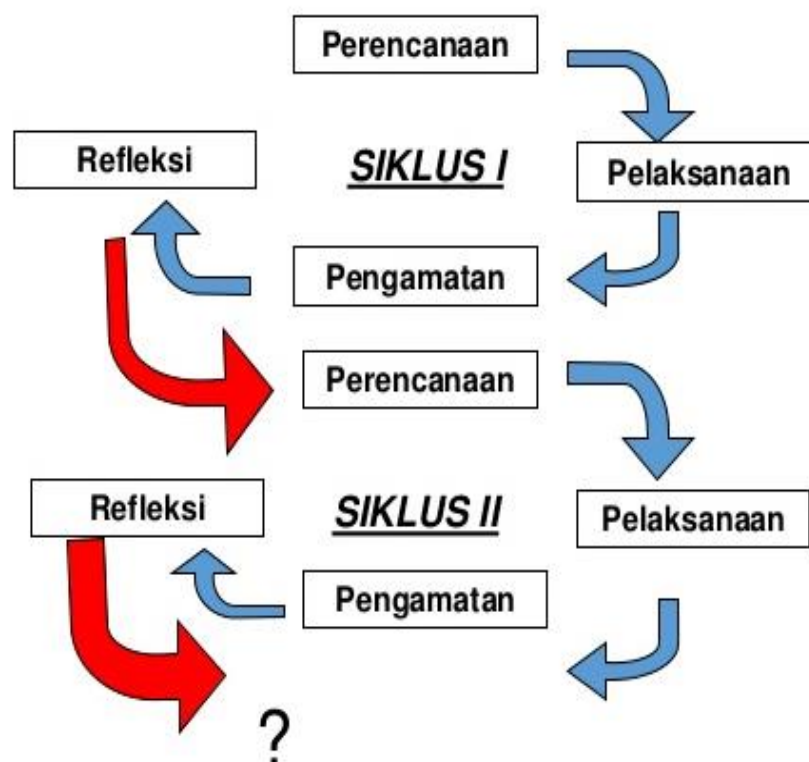 Perencanaan
Refleksi
SIKLUS I
Pelaksanaan
Pengamatan
Perencanaan
Refleksi
SIKLUS II
Pelaksanaan
Pengamatan
?